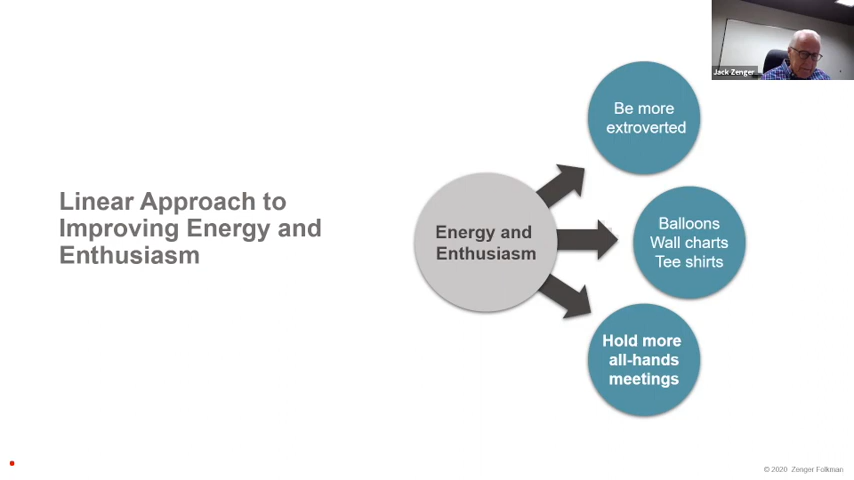 Jack Zenger
Be more
extroverted
Linear Approach to
Improving Energy and
Enthusiasm
Energy and
Enthusiasm
Balloons
Wall charts
Tee shirts
Hold more
all-hands
meetings
© 2020 Zenger Folkman